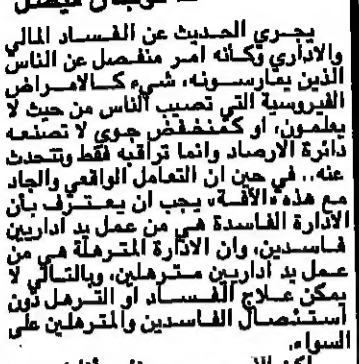 توجان فيصل
يجري الحديث عن الفساد المالي
والاداري وكأنه امر منفصل عن الناس
الذين يمارسونه، شيء كالامراض
الفيروسية التي تصيب الناس من حيث لا
يعلمون، او كمنخفض جوي لا تصنعه
دائرة الارصاد وانما تراقبه فقط وتتحدث
عنه.. في حين ان التعامل الواقعي والجاد
مع هذه «الآفة» يجب ان يعترف بأن
الادارة الفاسدة هي من عمل يد اداريين
فاسدين، وان الادارة المترهلة هي من
عمل يد اداريين مترهلين، وبالتالي لا
يمكن علاج الفساد او الترهل دون
استئصال الفاسدين والمترهلين على
السواء.